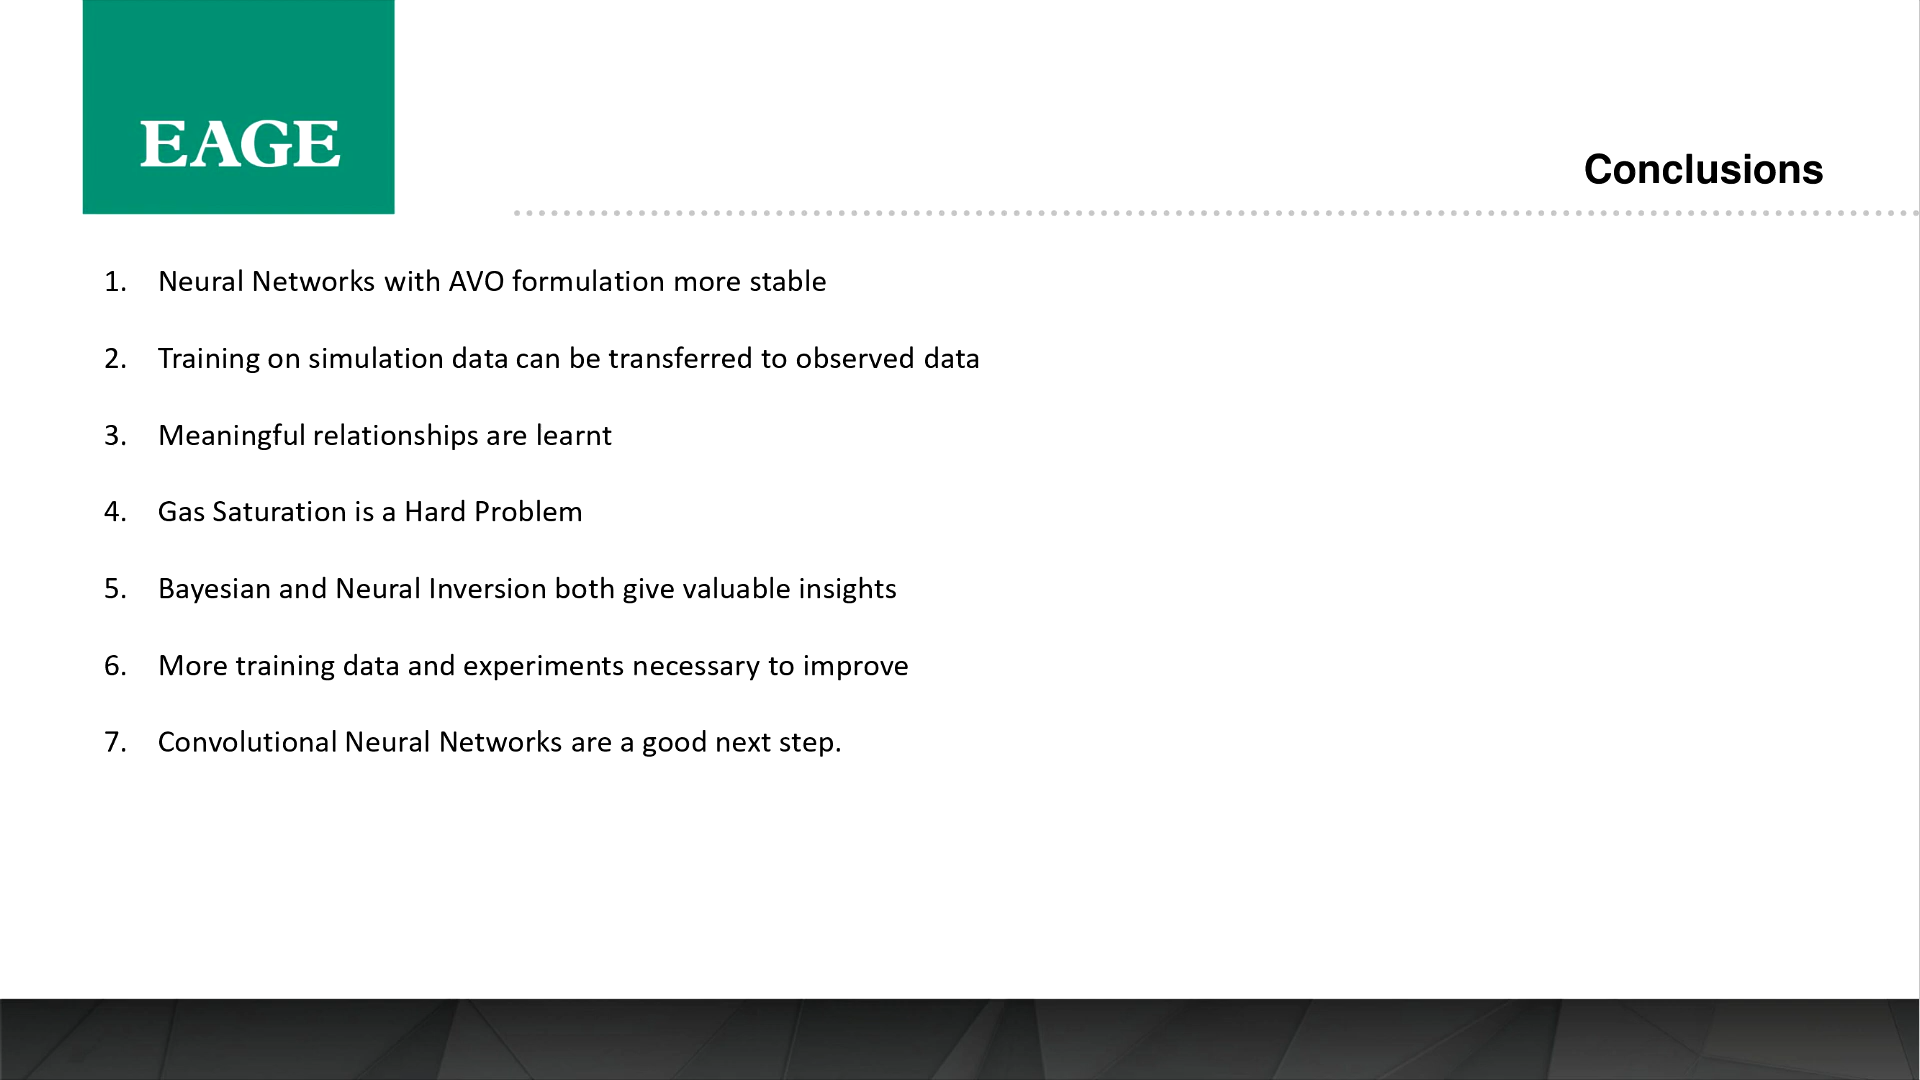 EAGE
Conclusions
1. Neural Networks with AVO formulation more stable
2. Training on simulation data can be transferred to observed data
3. Meaningful relationships are learnt
4. Gas Saturation is a Hard Problem
5. Bayesian and Neural Inversion both give valuable insights
6. More training data and experiments necessary to improve
7. Convolutional Neural Networks are a good next step.